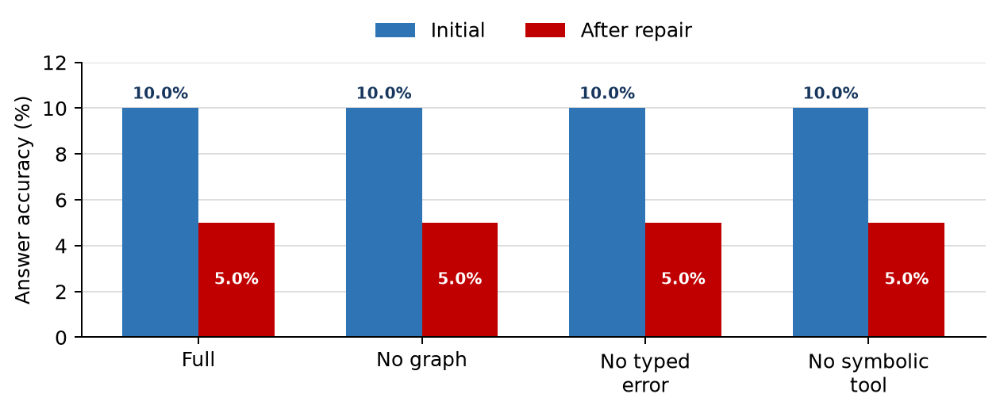 Initial After repair
Answer accuracy (%)
12
10
8
6
4
2
0
10.0% 10.0% 10.0% 10.0%
5.0% 5.0% 5.0% 5.0%
Full No graph No typed error No symbolic tool